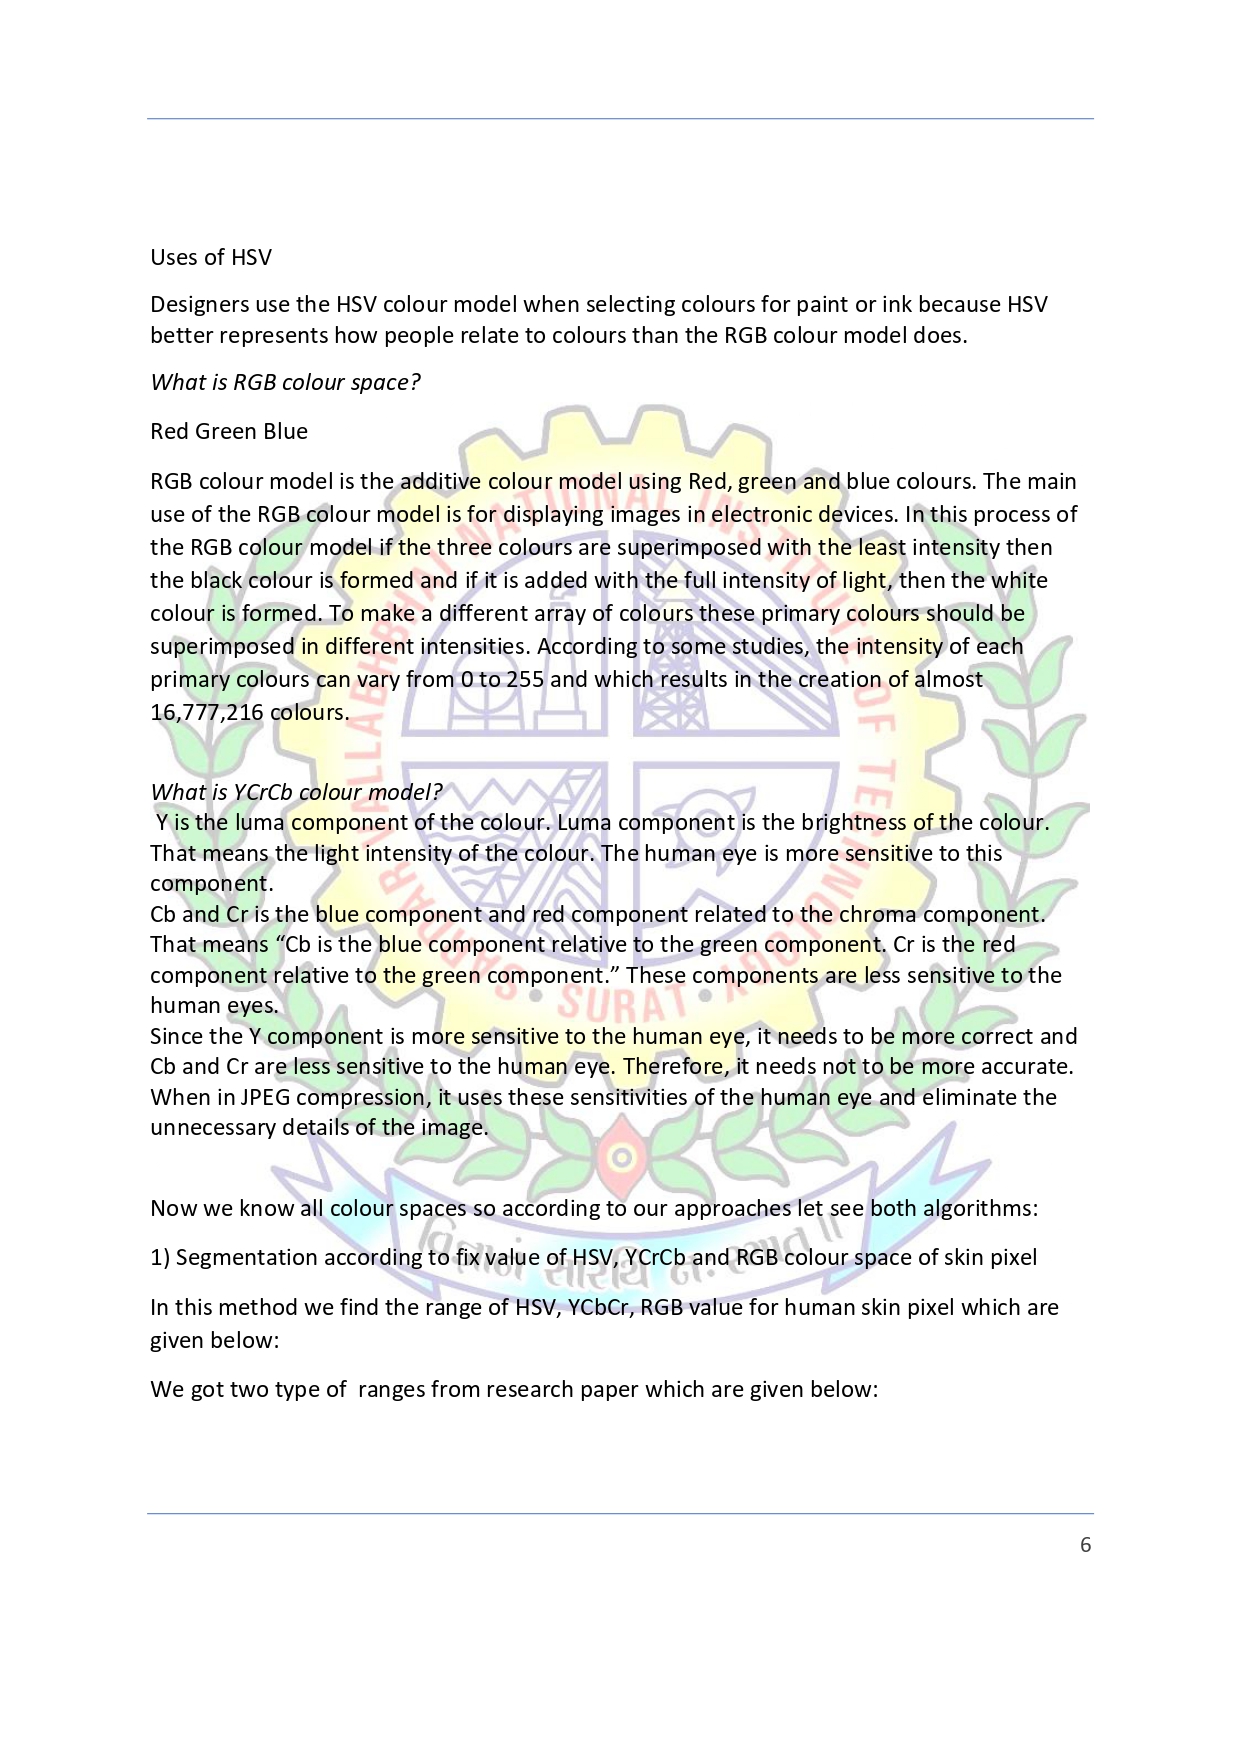 Uses of HSV
Designers use the HSV colour model when selecting colours for paint or ink because HSV
better represents how people relate to colours than the RGB colour model does.
What is RGB colour space?
Red Green Blue
RGB colour model is the additive colour model using Red, green and blue colours. The main
use of the RGB colour model is for displaying images in electronic devices. In this process of
the RGB colour model if the three colours are superimposed with the least intensity then
the black colour is formed and if it is added with the full intensity of light, then the white
colour is formed. To make a different array of colours these primary colours should be
superimposed in different intensities. According to some studies, the intensity of each
primary colours can vary from 0 to 255 and which results in the creation of almost
16,777,216 colours.
What is YCrCb colour model?
Y is the luma component of the colour. Luma component is the brightness of the colour.
That means the light intensity of the colour. The human eye is more sensitive to this
component.
Cb and Cr is the blue component and red component related to the chroma component.
That means “Cb is the blue component relative to the green component. Cr is the red
component relative to the green component.” These components are less sensitive to the
human eyes.
Since the Y component is more sensitive to the human eye, it needs to be more correct and
Cb and Cr are less sensitive to the human eye. Therefore, it needs not to be more accurate.
When in JPEG compression, it uses these sensitivities of the human eye and eliminate the
unnecessary details of the image.
Now we know all colour spaces so according to our approaches let see both algorithms:
1) Segmentation according to fix value of HSV, YCrCb and RGB colour space of skin pixel
In this method we find the range of HSV, YCbCr, RGB value for human skin pixel which are
given below:
We got two type of  ranges from research paper which are given below:
6
SARDAR VALLABHBHAI NATIONAL INSTITUTE OF TECHNOLOGY
• SURAT •